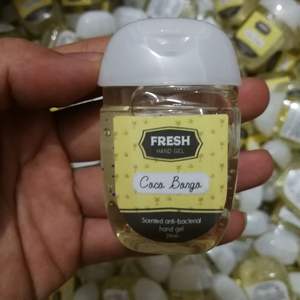 FRESH
HAND GEL
Coco Bongo
Scented anti-bacterial
hand gel